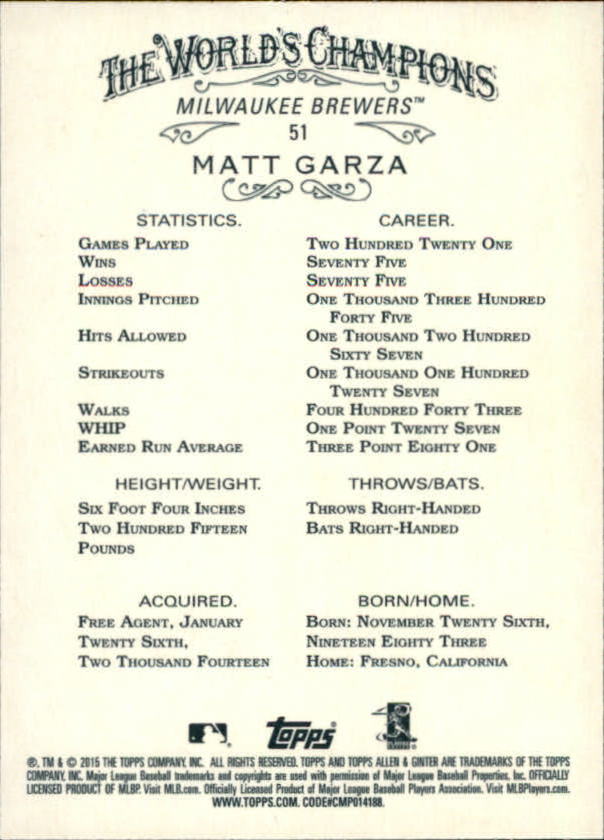 THE WORLD'S CHAMPIONS
MILWAUKEE BREWERS™
51
MATT GARZA
STATISTICS. CAREER.
GAMES PLAYED TWO HUNDRED TWENTY ONE
WINS SEVENTY FIVE
LOSSES SEVENTY FIVE
INNINGS PITCHED ONE THOUSAND THREE HUNDRED
FORTY FIVE
HITS ALLOWED ONE THOUSAND TWO HUNDRED
SIXTY SEVEN
STRIKEOUTS ONE THOUSAND ONE HUNDRED
TWENTY SEVEN
WALKS FOUR HUNDRED FORTY THREE
WHIP ONE POINT TWENTY SEVEN
EARNED RUN AVERAGE THREE POINT EIGHTY ONE
HEIGHT/WEIGHT.
SIX FOOT FOUR INCHES
TWO HUNDRED FIFTEEN
POUNDS
THROWS/BATS.
THROWS RIGHT-HANDED
BATS RIGHT-HANDED
ACQUIRED.
FREE AGENT, JANUARY
TWENTY SIXTH,
TWO THOUSAND FOURTEEN
BORN/HOME.
BORN: NOVEMBER TWENTY SIXTH,
NINETEEN EIGHTY THREE
HOME: FRESNO, CALIFORNIA
Topps
®, TM & © 2015 THE TOPPS COMPANY, INC. ALL RIGHTS RESERVED. TOPPS AND TOPPS ALLEN & GINTER ARE TRADEMARKS OF THE TOPPS
COMPANY, INC. Major League Baseball trademarks and copyrights are used with permission of Major League Baseball Properties, Inc. OFFICIALLY
LICENSED PRODUCT OF MLBP. Visit MLB.com. Officially Licensed Product of Major League Baseball Players Association. Visit MLBPlayers.com.
WWW.TOPPS.COM. CODE#CMP014188.